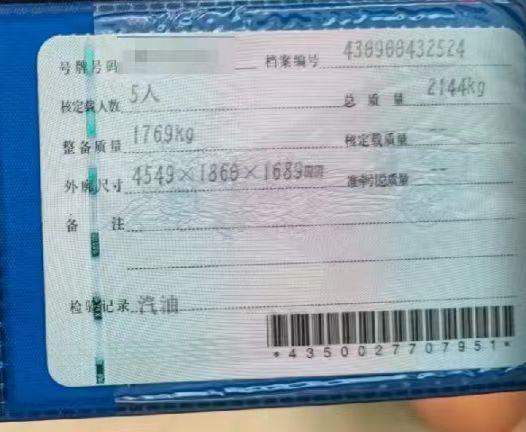 号牌号码 档案编号 430900432524
核定载人数 5人 总质量 2144kg
整备质量 1769kg 核定载质量 --
外廓尺寸 4549×1860×1689mm 准牵引总质量 --
备注
检验记录 汽油
*4350027707951*